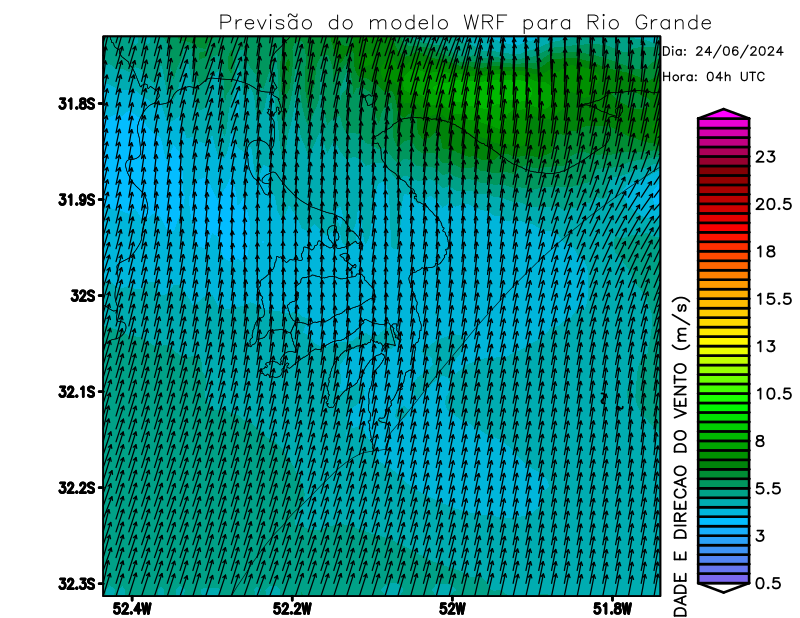 Previsão do modelo WRF para Rio Grande
Dia: 24/06/2024
Hora: 04h UTC
31.8S
31.9S
32S
32.1S
32.2S
32.3S
52.4W
52.2W
52W
51.8W
DADE E DIRECAO DO VENTO (m/s)
23
20.5
18
15.5
13
10.5
8
5.5
3
0.5